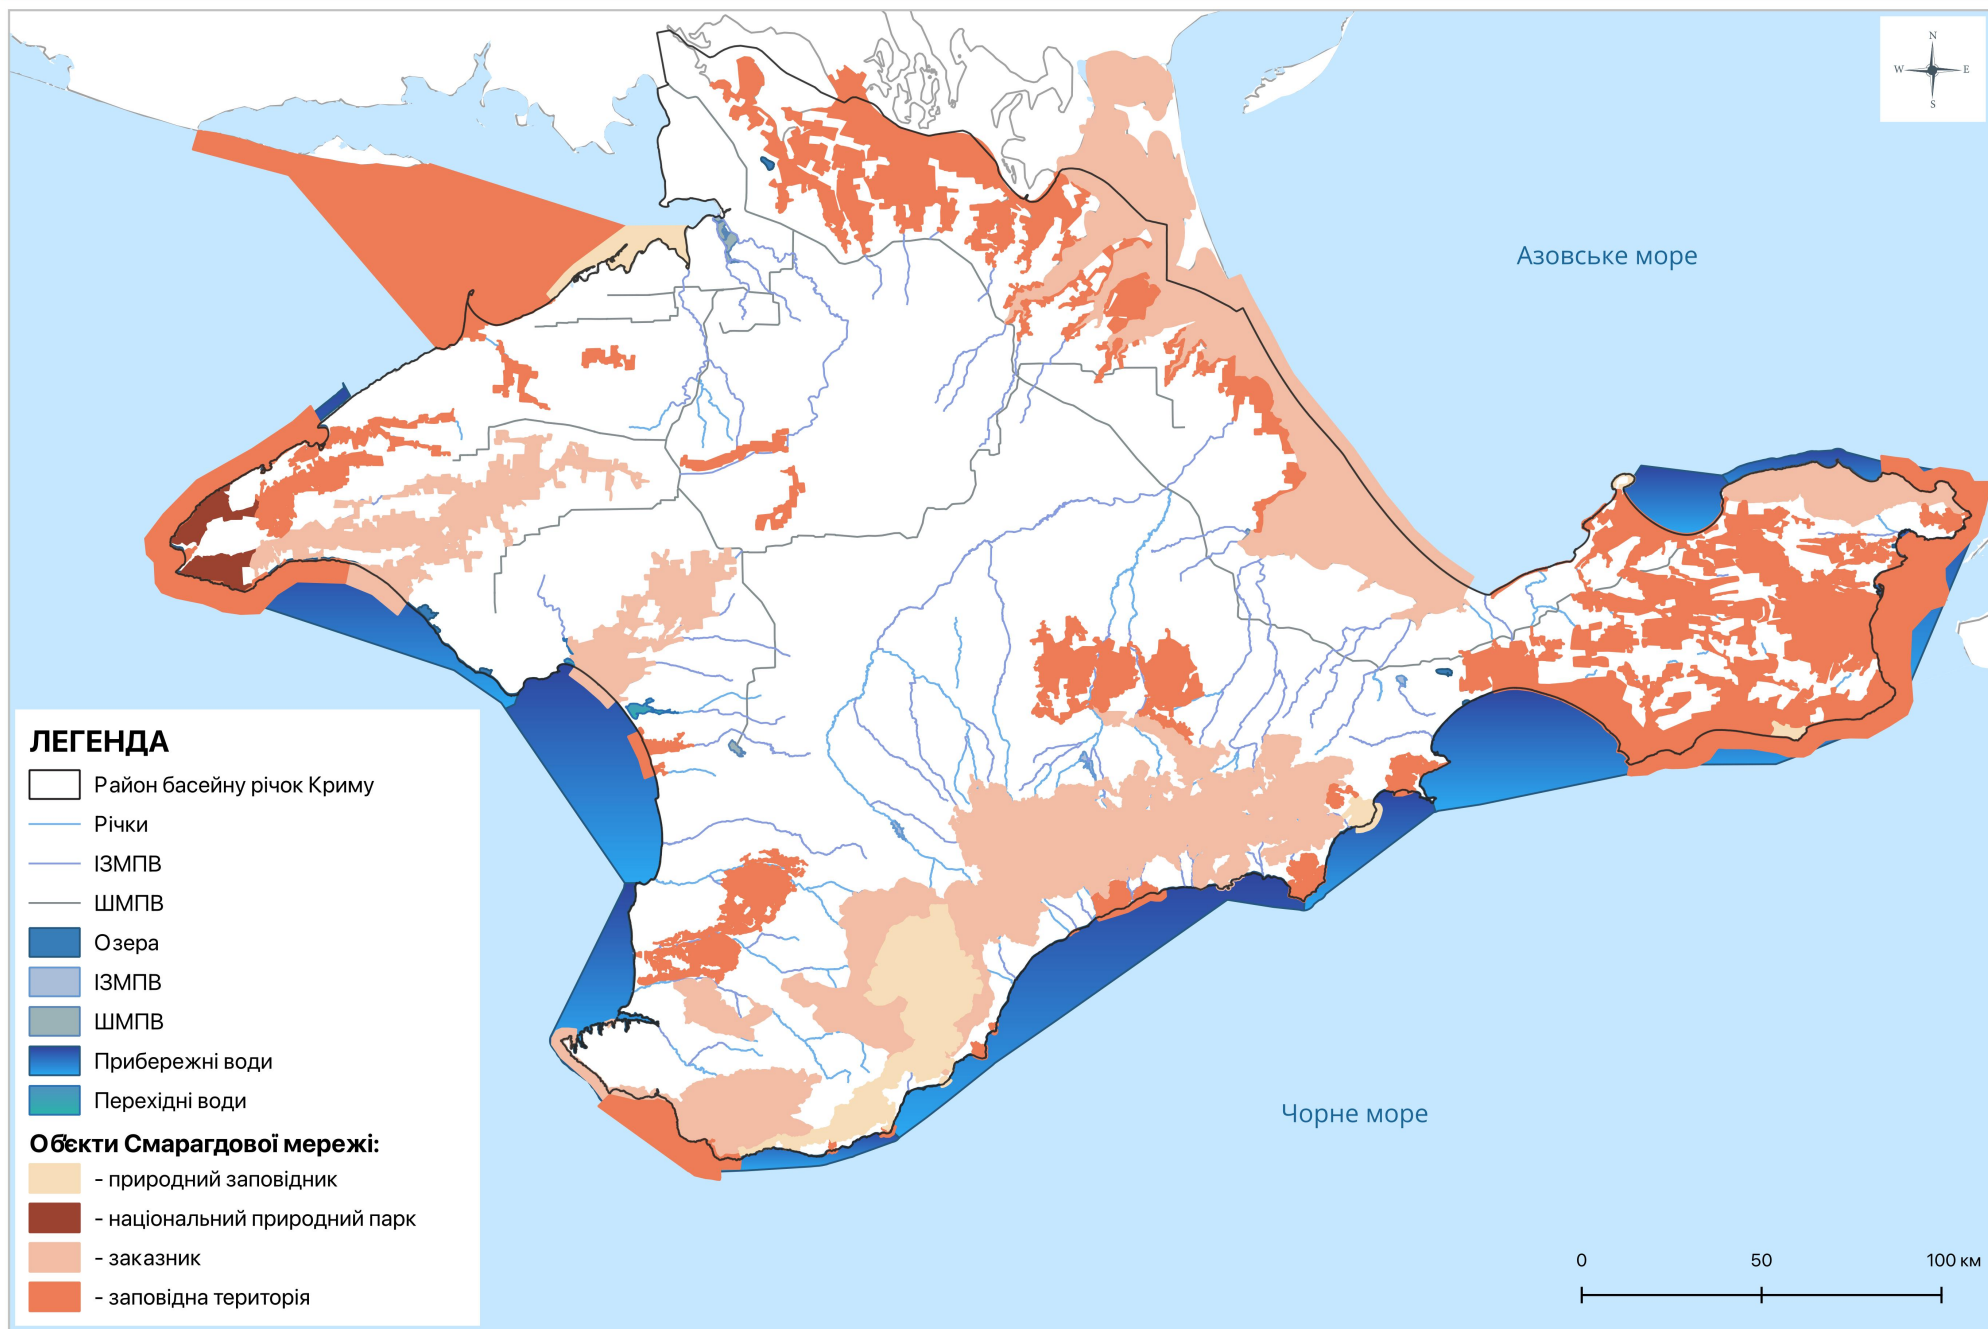 N
W E
S
Азовське море
ЛЕГЕНДА
Район басейну річок Криму
Річки
ІЗМПВ
ШМПВ
Озера
ІЗМПВ
ШМПВ
Прибережні води
Перехідні води
Об'єкти Смарагдової мережі:
- природний заповідник
- національний природний парк
- заказник
- заповідна територія
Чорне море
0 50 100 км